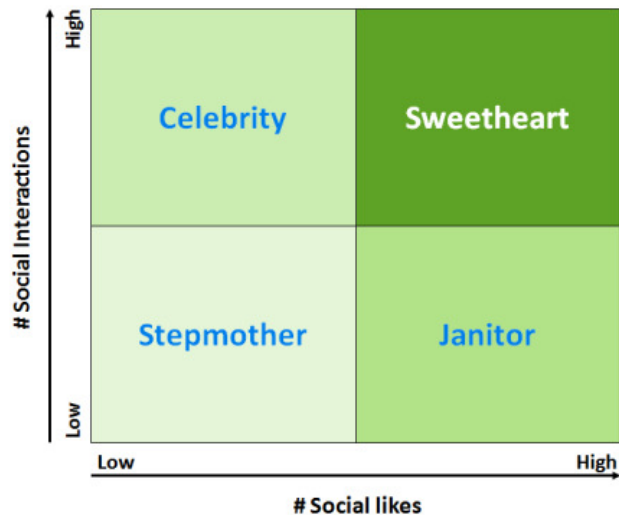 High
Celebrity
Sweetheart
# Social Interactions
Stepmother
Janitor
Low
Low
High
# Social likes